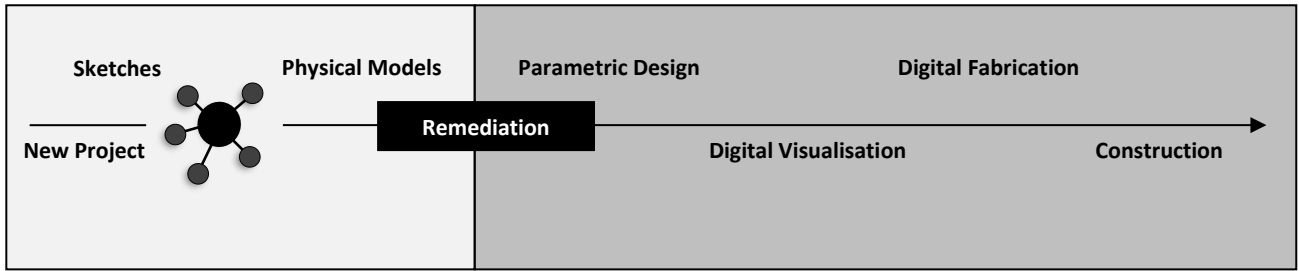 Sketches
Physical Models
Parametric Design
Digital Fabrication
Remediation
New Project
Digital Visualisation
Construction